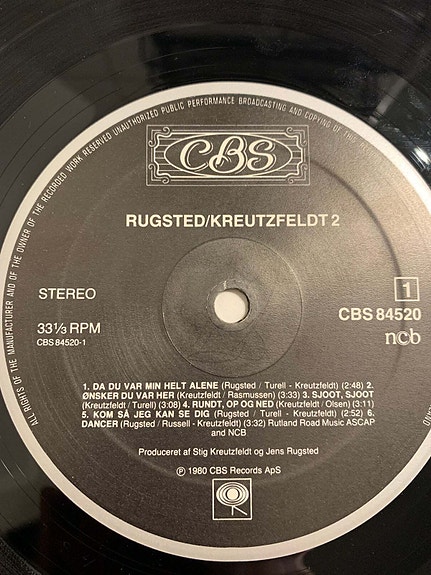 ALL RIGHTS OF THE MANUFACTURER AND OF THE OWNER OF THE RECORDED WORK RESERVED UNAUTHORIZED PUBLIC PERFORMANCE BROADCASTING AND COPYING OF THIS
CBS
RUGSTED/KREUTZFELDT 2
STEREO
1
33⅓ RPM
CBS 84520
CBS 84520-1
ncb
1. DA DU VAR MIN HELT ALENE (Rugsted / Turell - Kreutzfeldt) (2:48) 2.
ØNSKER DU VAR HER (Kreutzfeldt / Rasmussen) (3:33) 3. SJOOT, SJOOT
(Kreutzfeldt / Turell) (3:08) 4. RUNDT, OP OG NED (Kreutzfeldt / Olsen) (3:11)
5. KOM SÅ JEG KAN SE DIG (Rugsted / Turell - Kreutzfeldt) (2:52) 6.
DANCER (Rugsted / Russell - Kreutzfeldt) (3:32) Rutland Road Music ASCAP
and NCB
Produceret af Stig Kreutzfeldt og Jens Rugsted
℗ 1980 CBS Records ApS